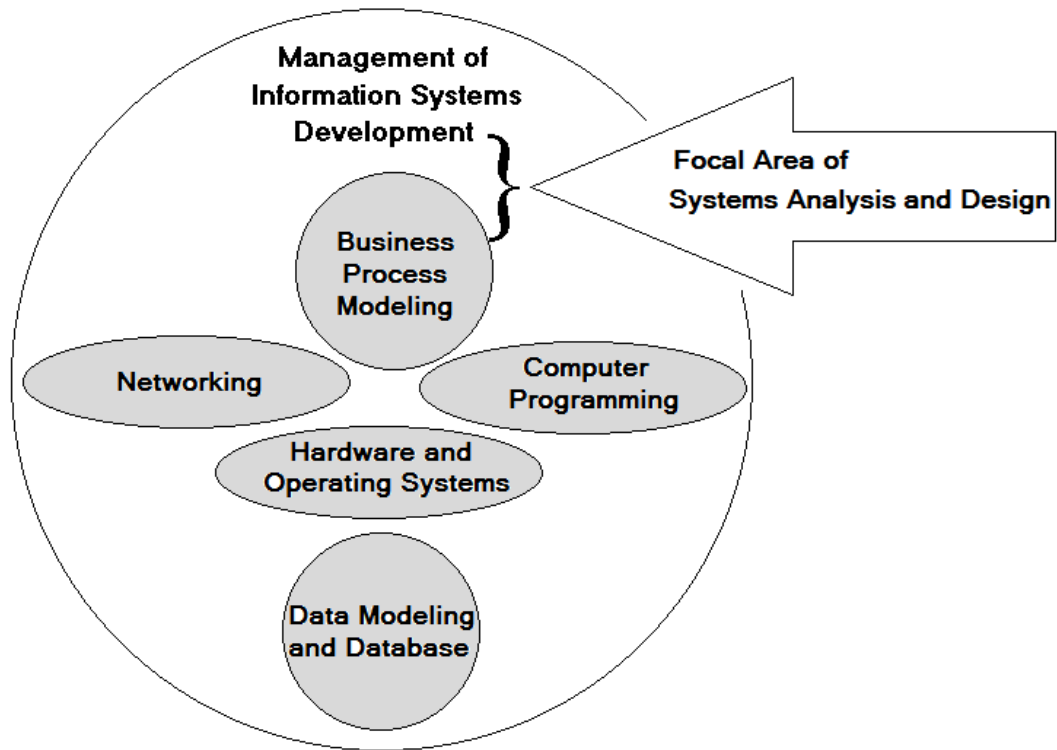 Management of
Information Systems
Development
Focal Area of
Systems Analysis and Design
Business
Process
Modeling
Networking
Computer
Programming
Hardware and
Operating Systems
Data Modeling
and Database